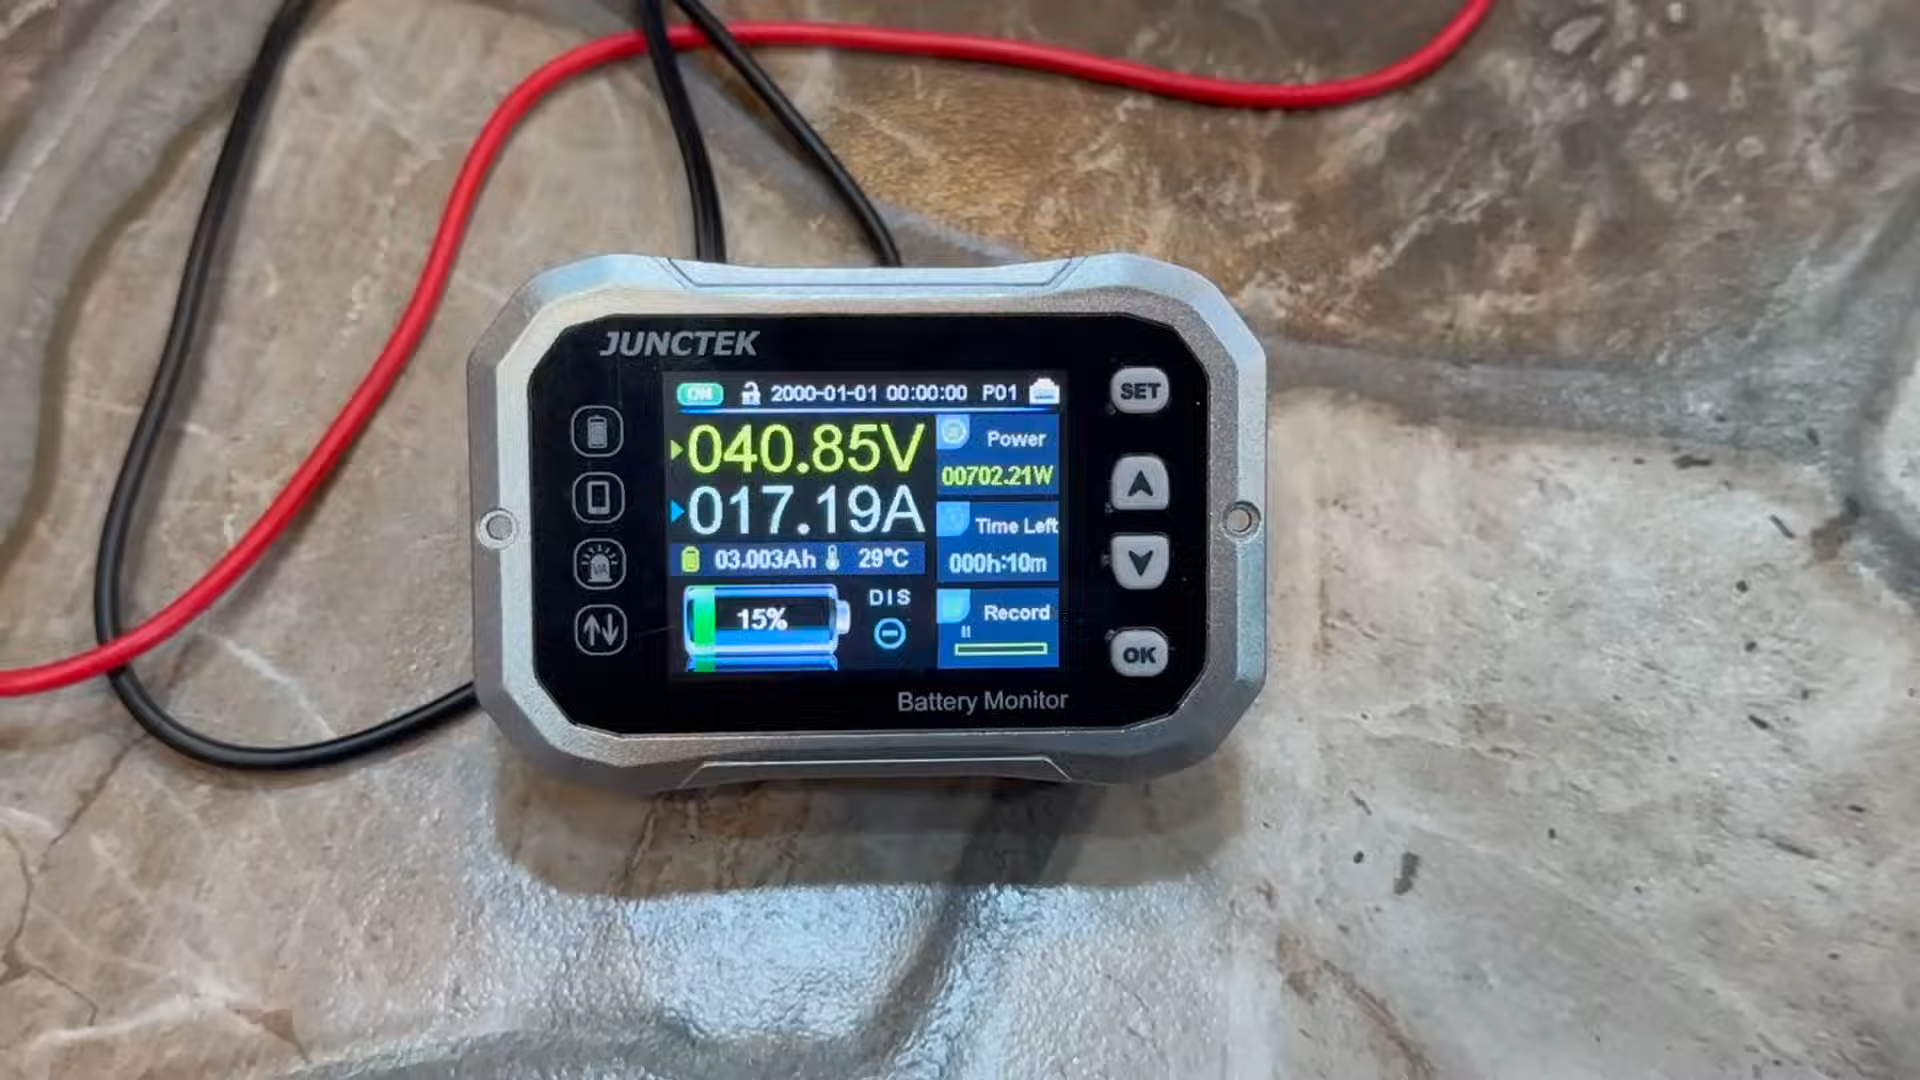 JUNCTEK
ON 2000-01-01 00:00:00 P01
040.85V
017.19A
03.003Ah 29°C
15%
DIS
Power
00702.21W
Time Left
000h:10m
Record
Battery Monitor
VA
SET
OK